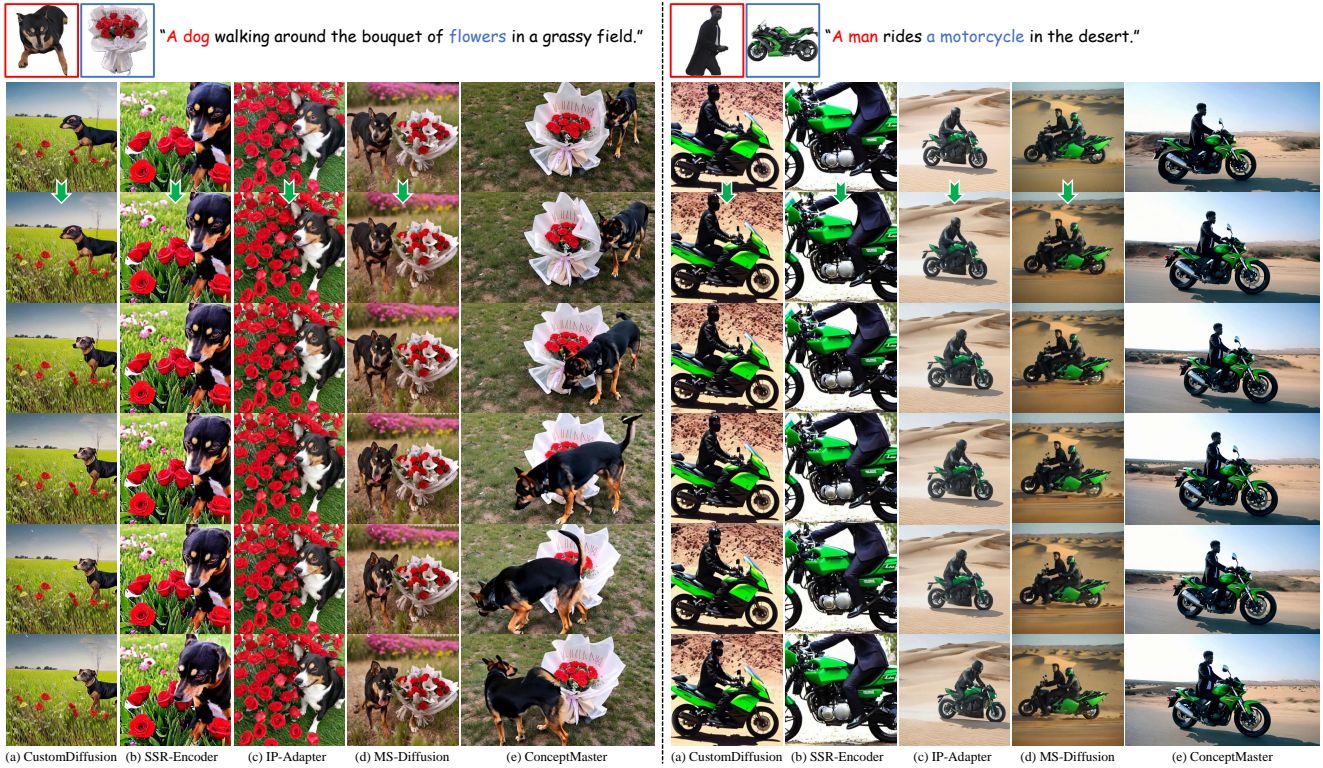 “A dog walking around the bouquet of flowers in a grassy field.”
“A man rides a motorcycle in the desert.”
(a) CustomDiffusion (b) SSR-Encoder (c) IP-Adapter (d) MS-Diffusion (e) ConceptMaster
(a) CustomDiffusion (b) SSR-Encoder (c) IP-Adapter (d) MS-Diffusion (e) ConceptMaster